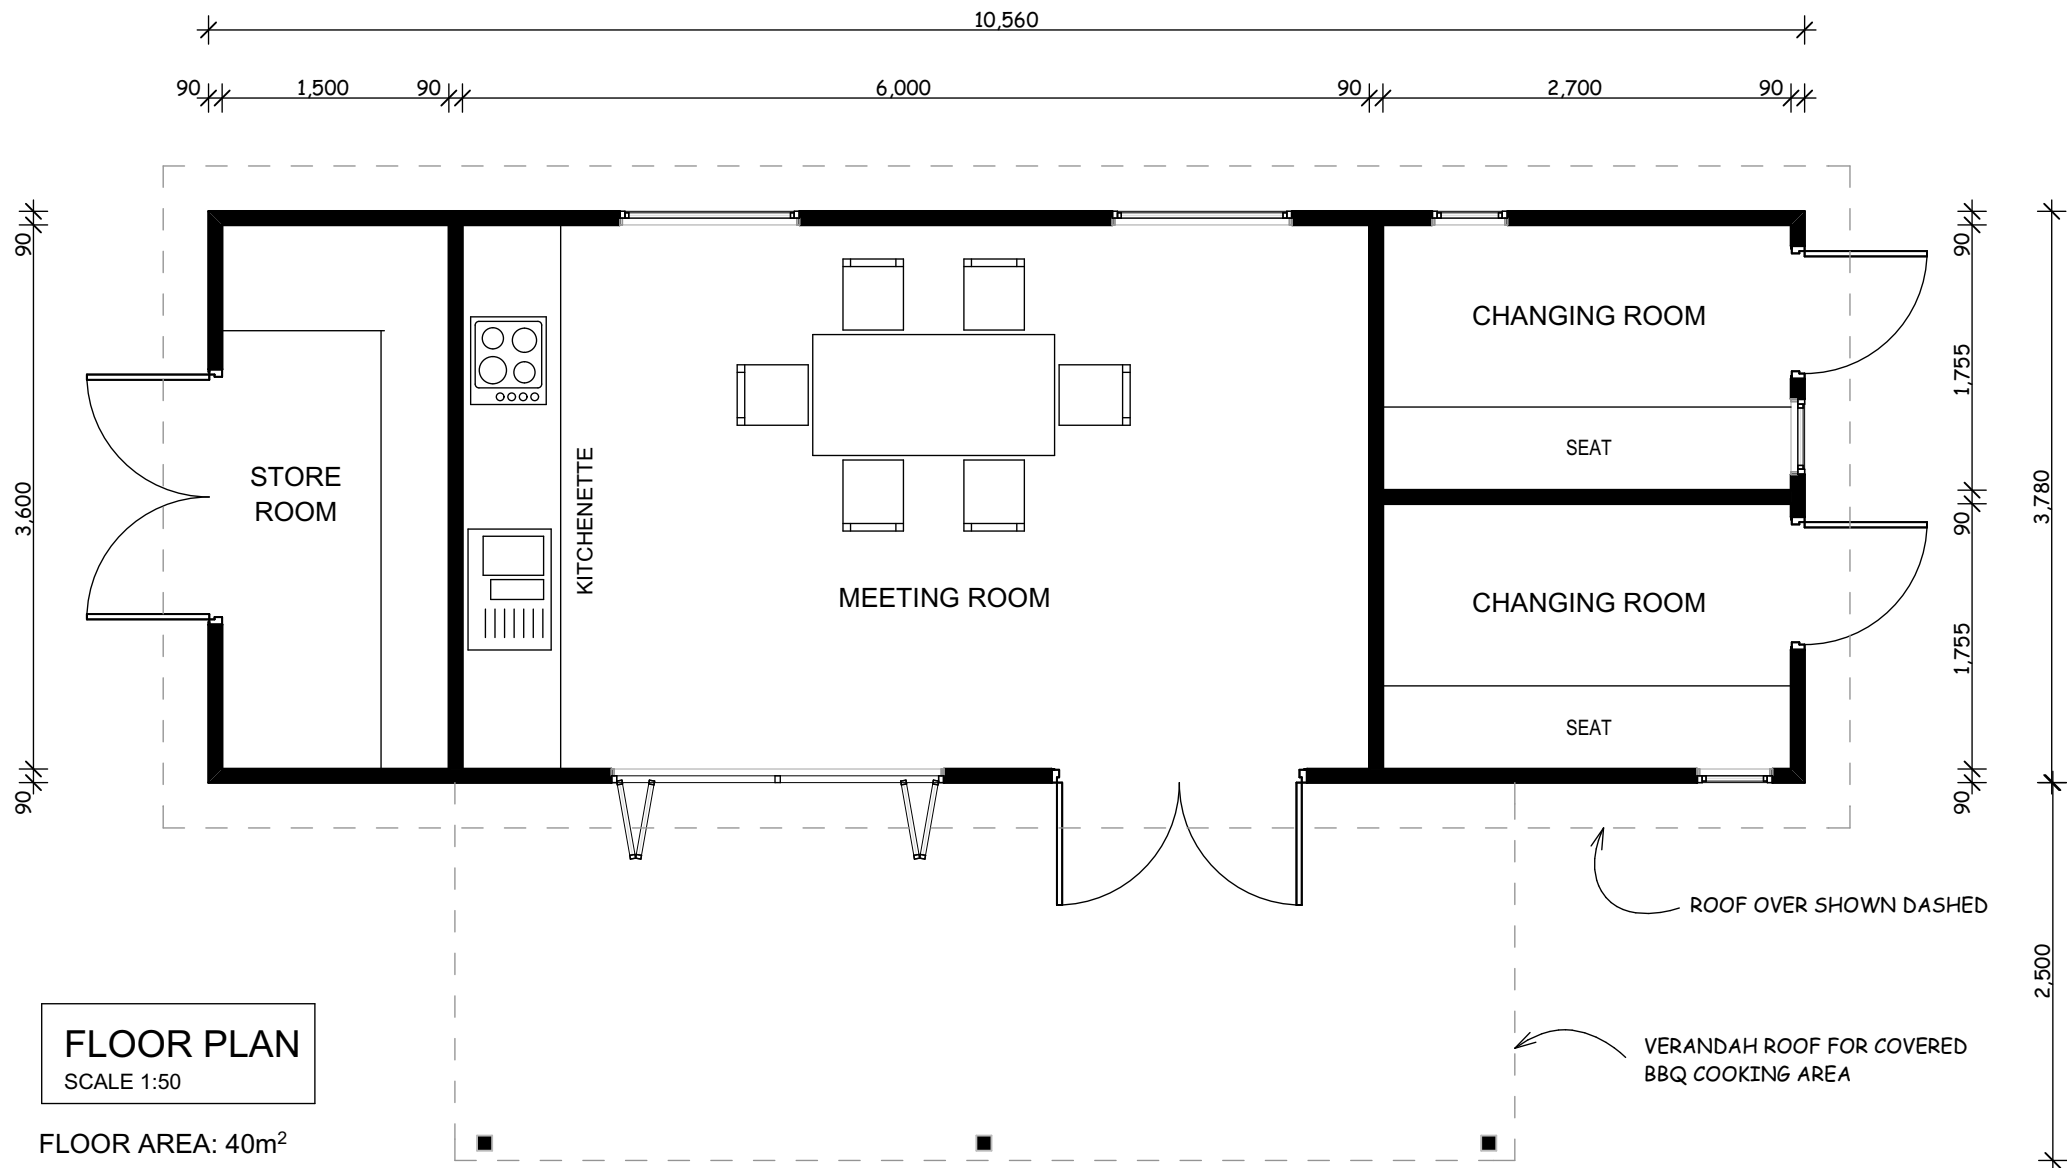 10,560
90
1,500
90
6,000
90
2,700
90
90
3,600
90
90
1,755
90
1,755
90
3,780
2,500
STORE
ROOM
KITCHENETTE
MEETING ROOM
CHANGING ROOM
SEAT
CHANGING ROOM
SEAT
ROOF OVER SHOWN DASHED
VERANDAH ROOF FOR COVERED
BBQ COOKING AREA
FLOOR PLAN
SCALE 1:50
FLOOR AREA: 40m²